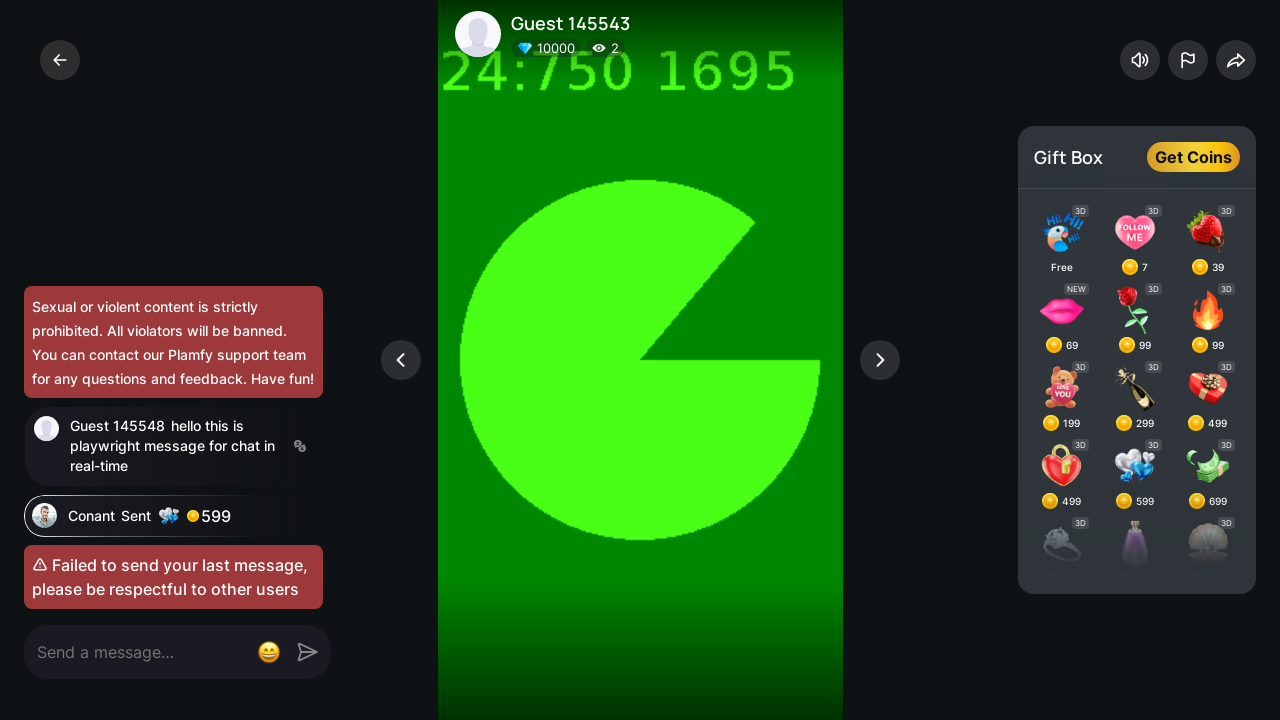 Guest 145543
10000 2
24:750 1695
Gift Box
Get Coins
Hi! Hi! Hi! 3D
FOLLOW ME 3D
3D
Free
7
39
NEW
3D
3D
69
99
99
LOVE YOU 3D
3D
3D
199
299
499
3D
3D
3D
499
599
699
3D
3D
Sexual or violent content is strictly
prohibited. All violators will be banned.
You can contact our Plamfy support team
for any questions and feedback. Have fun!
Guest 145548 hello this is
playwright message for chat in
real-time
Conant Sent 599
Failed to send your last message,
please be respectful to other users
Send a message...